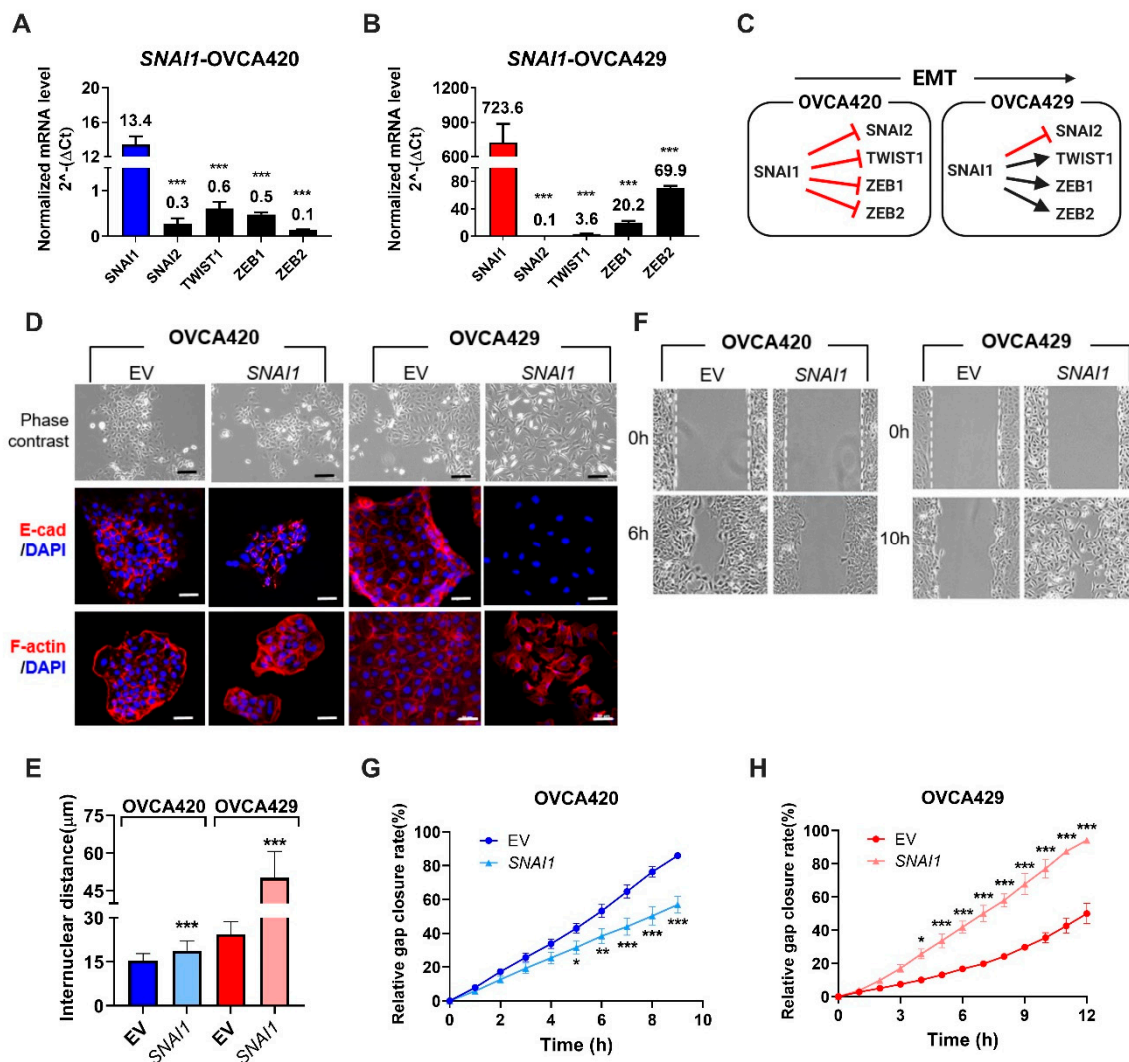 A
SNAI1-OVCA420
Normalized mRNA level
2^-(ΔCt)
20
16
12
1
0
13.4
***
0.3
***
0.6
***
0.5
***
0.1
SNAI1
SNAI2
TWIST1
ZEB1
ZEB2
B
SNAI1-OVCA429
Normalized mRNA level
2^-(ΔCt)
1200
900
600
80
40
0
723.6
***
0.1
***
3.6
***
20.2
***
69.9
SNAI1
SNAI2
TWIST1
ZEB1
ZEB2
C
EMT
OVCA420
SNAI1
SNAI2
TWIST1
ZEB1
ZEB2
OVCA429
SNAI1
SNAI2
TWIST1
ZEB1
ZEB2
D
OVCA420
OVCA429
EV
SNAI1
EV
SNAI1
Phase
contrast
E-cad
/DAPI
F-actin
/DAPI
F
OVCA420
OVCA429
EV
SNAI1
EV
SNAI1
0h
6h
0h
10h
E
OVCA420
OVCA429
Internuclear distance(μm)
75
60
45
30
15
0
***
***
EV
SNAI1
EV
SNAI1
G
OVCA420
Relative gap closure rate(%)
100
80
60
40
20
0
EV
SNAI1
*
**
***
***
***
0
2
4
6
8
10
Time (h)
H
OVCA429
Relative gap closure rate(%)
100
80
60
40
20
0
EV
SNAI1
*
***
***
***
***
***
***
***
***
0
3
6
9
12
Time (h)